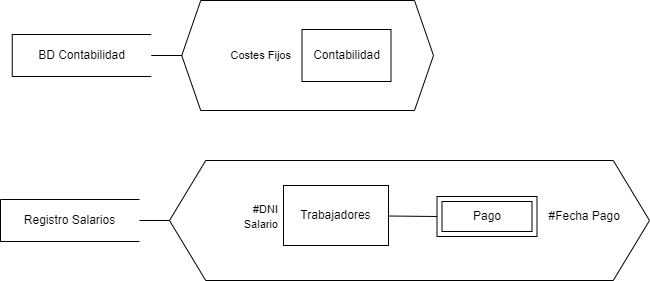 BD Contabilidad
Costes Fijos
Contabilidad
Registro Salarios
#DNI
Salario
Trabajadores
Pago
#Fecha Pago